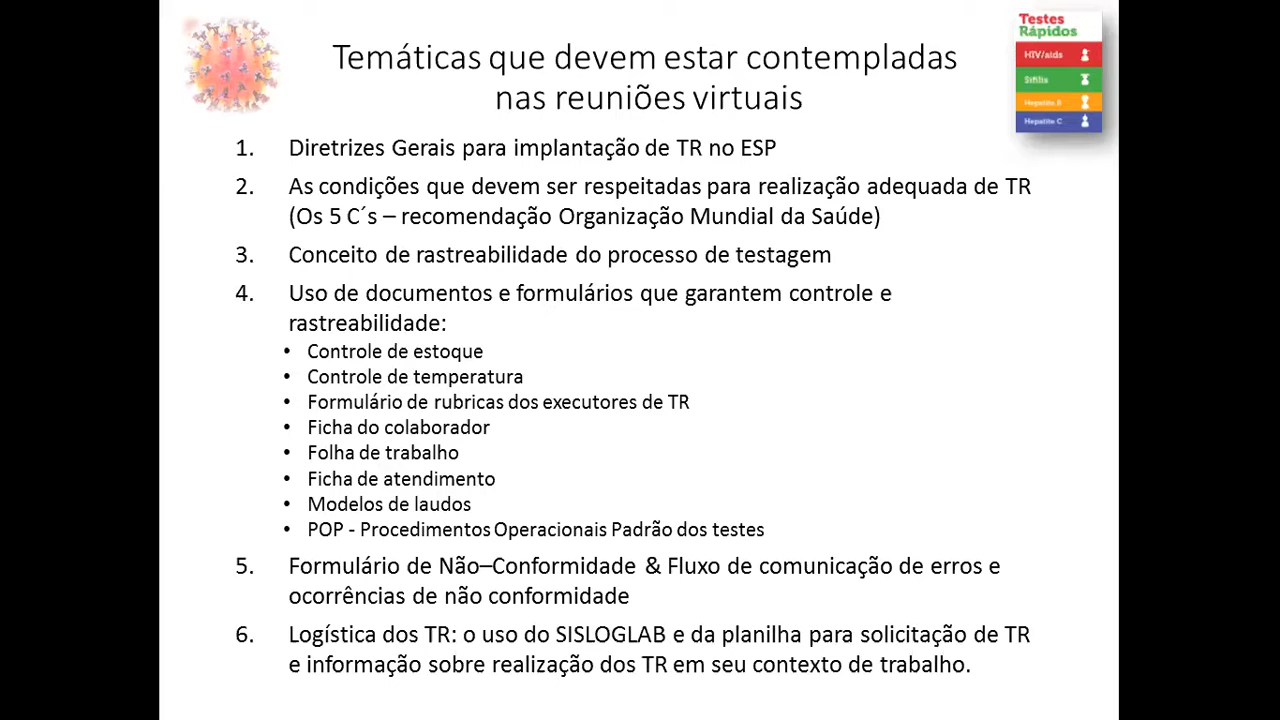 Temáticas que devem estar contempladas
nas reuniões virtuais
Testes
Rápidos
HIV/aids
Sífilis
Hepatite B
Hepatite C
1. Diretrizes Gerais para implantação de TR no ESP
2. As condições que devem ser respeitadas para realização adequada de TR
(Os 5 C´s – recomendação Organização Mundial da Saúde)
3. Conceito de rastreabilidade do processo de testagem
4. Uso de documentos e formulários que garantem controle e
rastreabilidade:
• Controle de estoque
• Controle de temperatura
• Formulário de rubricas dos executores de TR
• Ficha do colaborador
• Folha de trabalho
• Ficha de atendimento
• Modelos de laudos
• POP - Procedimentos Operacionais Padrão dos testes
5. Formulário de Não–Conformidade & Fluxo de comunicação de erros e
ocorrências de não conformidade
6. Logística dos TR: o uso do SISLOGLAB e da planilha para solicitação de TR
e informação sobre realização dos TR em seu contexto de trabalho.